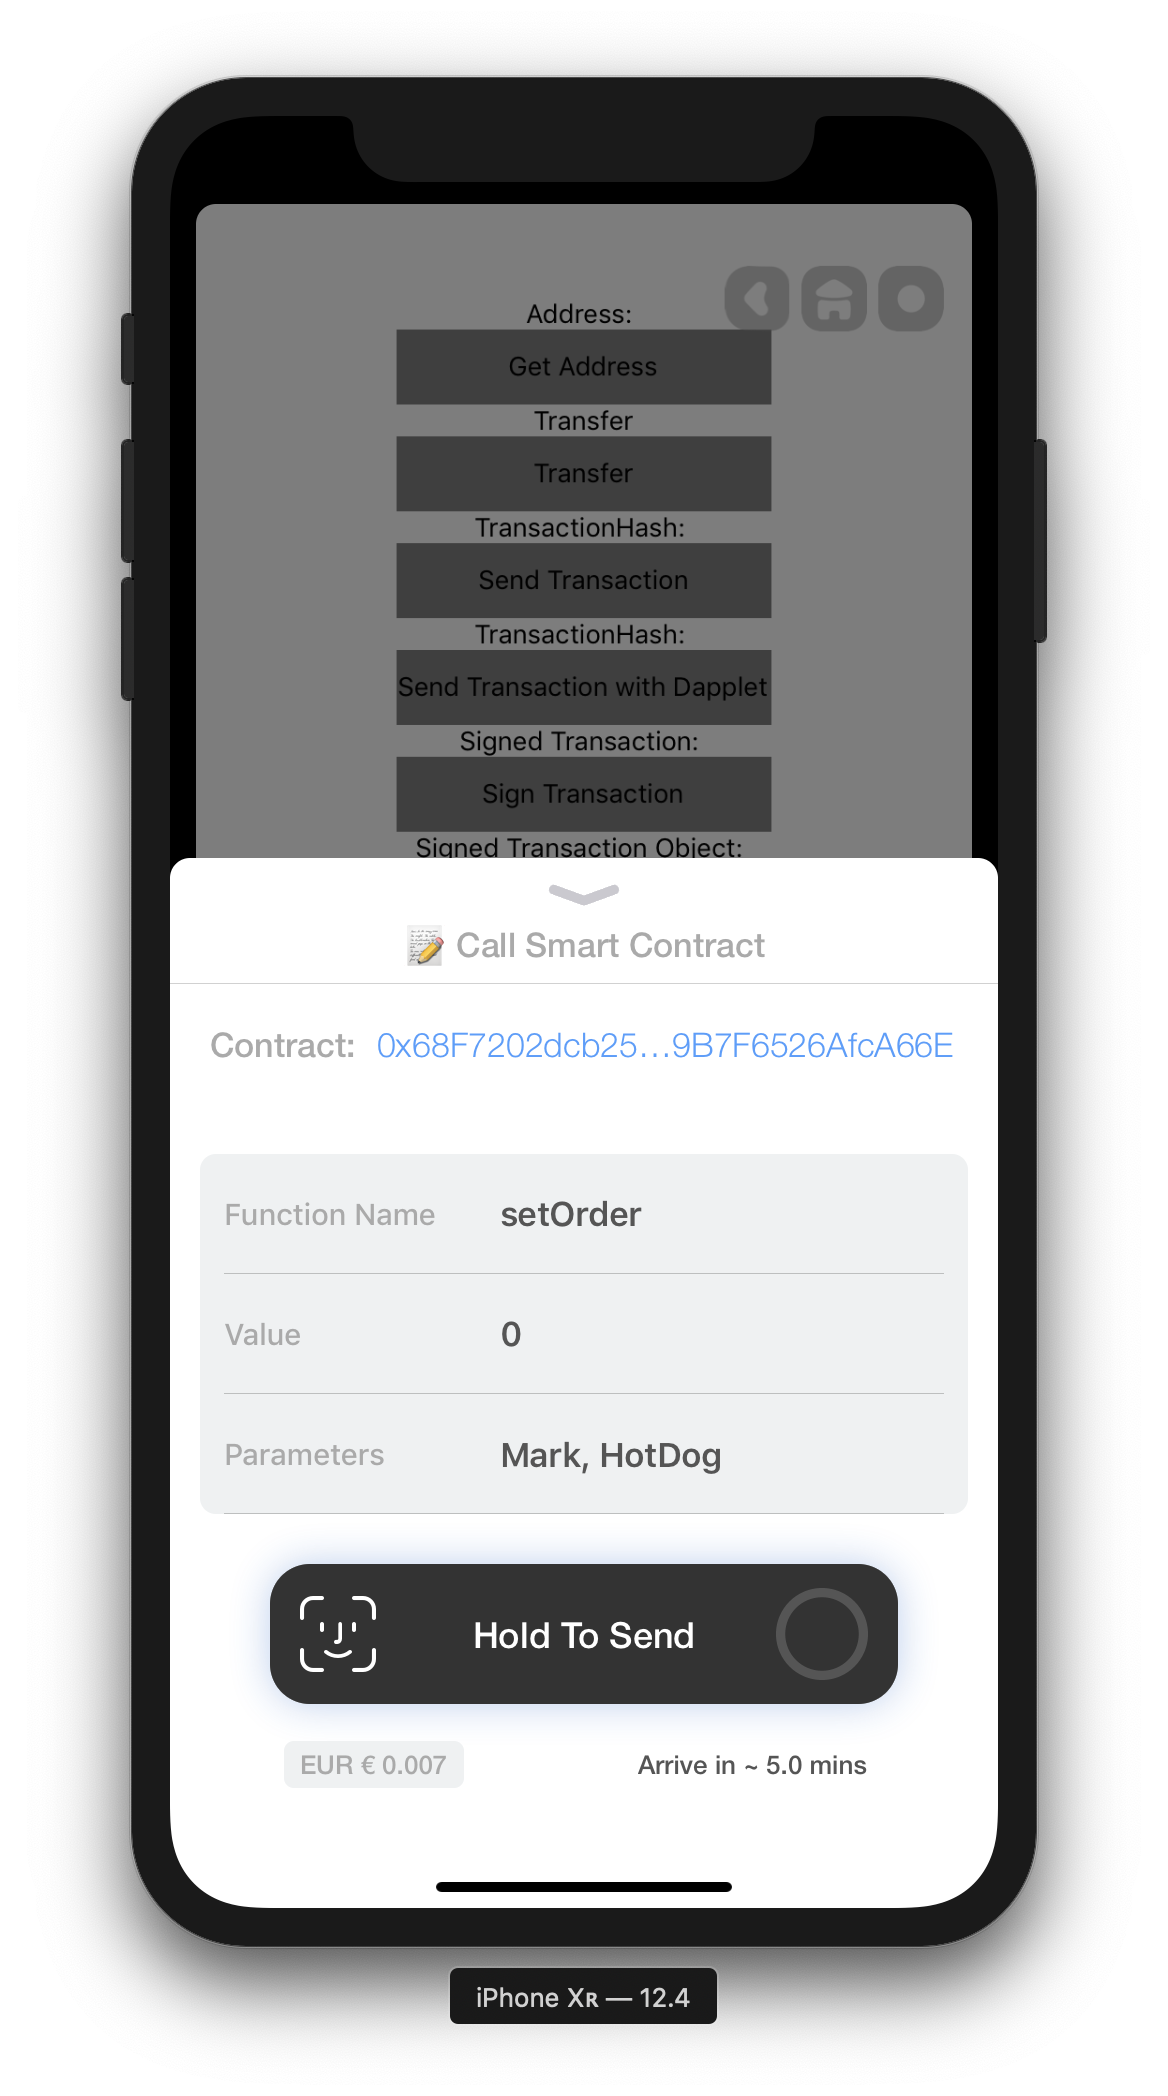 Address:
Get Address
Transfer
Transfer
TransactionHash:
Send Transaction
TransactionHash:
Send Transaction with Dapplet
Signed Transaction:
Sign Transaction
Signed Transaction Object:
Call Smart Contract
Contract: 0x68F7202dcb25...9B7F6526AfcA66E
Function Name setOrder
Value 0
Parameters Mark, HotDog
Hold To Send
EUR € 0.007 Arrive in ~ 5.0 mins
iPhone Xʀ — 12.4